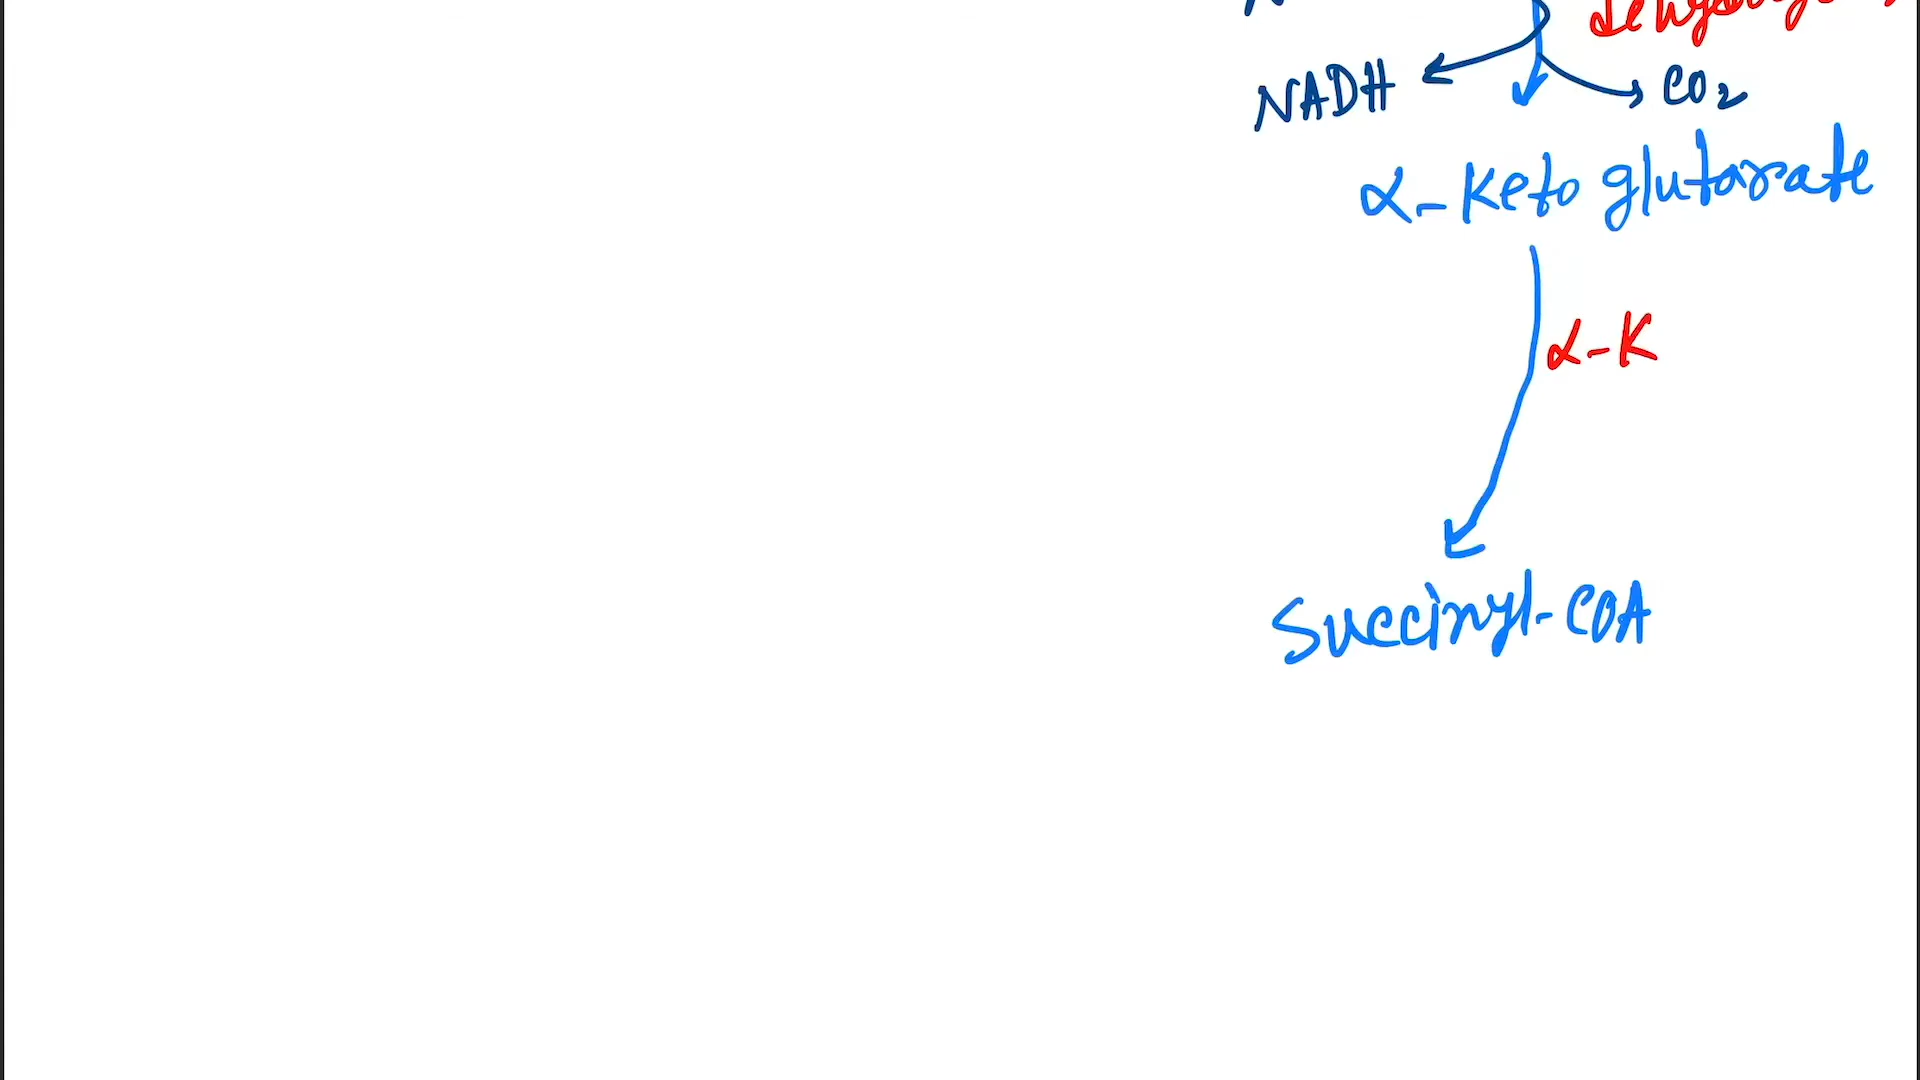 NADH
CO2
α-Keto glutarate
α-K
Succinyl-COA